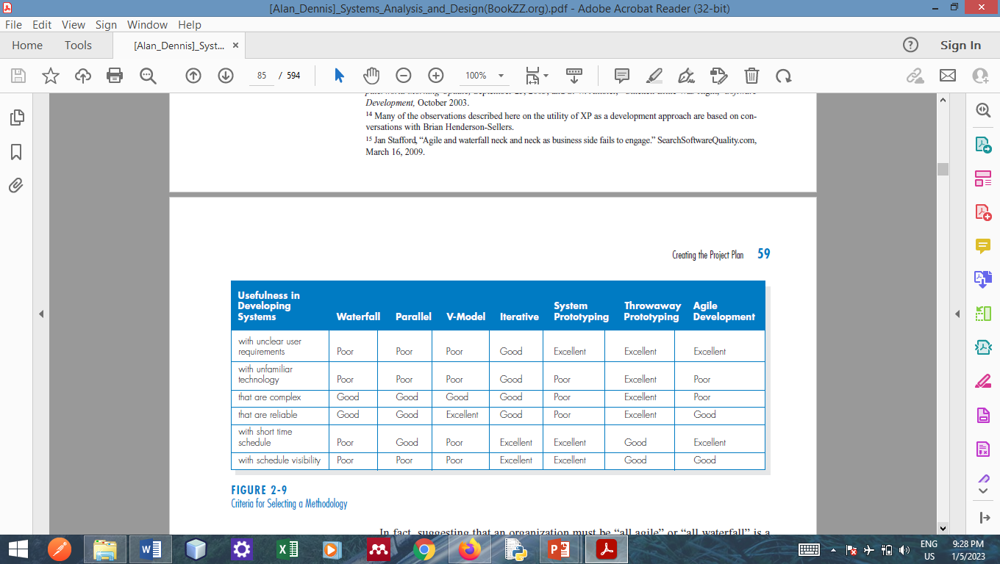 [Alan_Dennis]_Systems_Analysis_and_Design(BookZZ.org).pdf - Adobe Acrobat Reader (32-bit)
File Edit View Sign Window Help
Home Tools [Alan_Dennis]_Syst... × Sign In
85 / 594 100%
Development, October 2003.
14 Many of the observations described here on the utility of XP as a development approach are based on con-
versations with Brian Henderson-Sellers.
15 Jan Stafford, “Agile and waterfall neck and neck as business side fails to engage.” SearchSoftwareQuality.com,
March 16, 2009.
Creating the Project Plan 59
Usefulness in
Developing System Throwaway Agile
Systems Waterfall Parallel V-Model Iterative Prototyping Prototyping Development
with unclear user
requirements Poor Poor Poor Good Excellent Excellent Excellent
with unfamiliar
technology Poor Poor Poor Good Poor Excellent Poor
that are complex Good Good Good Good Poor Excellent Poor
that are reliable Good Good Excellent Good Poor Excellent Good
with short time
schedule Poor Good Poor Excellent Excellent Good Excellent
with schedule visibility Poor Poor Poor Excellent Excellent Good Good
FIGURE 2-9
Criteria for Selecting a Methodology
In fact, suggesting that an organization must be “all agile” or “all waterfall” is a
ENG 9:28 PM
US 1/5/2023